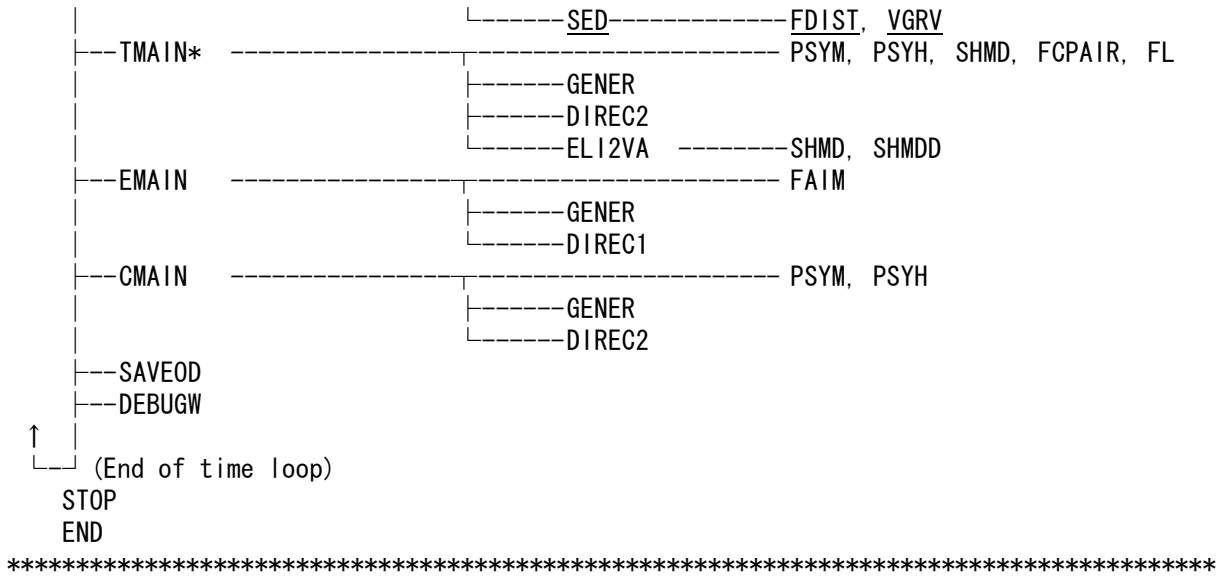 │ └------SED-------------FDIST, VGRV
├---TMAIN* ----------------┬----------------------- PSYM, PSYH, SHMD, FCPAIR, FL
│ ├------GENER
│ ├------DIREC2
│ └------ELI2VA --------SHMD, SHMDD
├---EMAIN ----------------┬----------------------- FAIM
│ ├------GENER
│ └------DIREC1
├---CMAIN ----------------┬----------------------- PSYM, PSYH
│ ├------GENER
│ └------DIREC2
├---SAVEOD
├---DEBUGW
↑ │
└--┘ (End of time loop)
STOP
END
****************************************************************************************